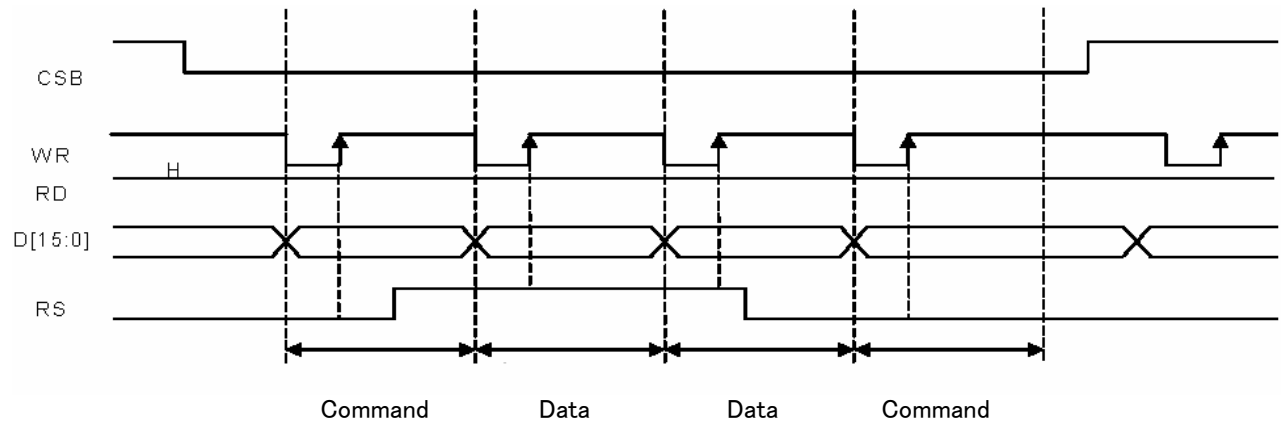 CSB
WR
H
RD
D[15:0]
RS
Command Data Data Command